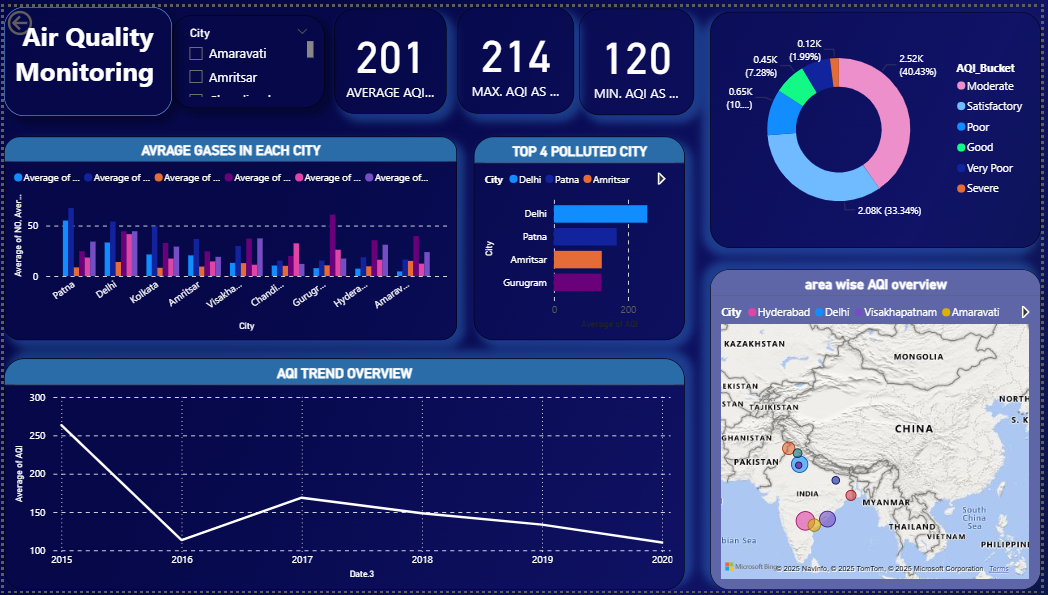 Air Quality
Monitoring
City
Amaravati
Amritsar
201
AVERAGE AQI...
214
MAX. AQI AS ...
120
MIN. AQI AS ...
0.12K
(1.99%)
0.45K
(7.28%)
0.65K
(10....)
2.52K
(40.43%)
2.08K (33.34%)
AQI_Bucket
Moderate
Satisfactory
Poor
Good
Very Poor
Severe
AVRAGE GASES IN EACH CITY
Average of ... Average of ... Average of ... Average of ... Average of ... Average of...
Average of NO, Aver...
50
0
Patna
Delhi
Kolkata
Amritsar
Visakha...
Chandi...
Gurugr...
Hydera...
Amarav...
City
TOP 4 POLLUTED CITY
City Delhi Patna Amritsar
City
Delhi
Patna
Amritsar
Gurugram
0 200
Average of AQI
AQI TREND OVERVIEW
Average of AQI
300
250
200
150
100
2015 2016 2017 2018 2019 2020
Date.3
area wise AQI overview
City Hyderabad Delhi Visakhapatnam Amaravati
KAZAKHSTAN
MONGOLIA
EKISTAN
NORTH
STAN
TAJIKISTAN
S. K
CHINA
GHANISTAN
PAKISTAN
INDIA
MYANMAR
South
China
Sea
THAILAND
VIETNAM
bian Sea
PHILIPPIN
Microsoft Bing
© 2025 Navinfo, © 2025 TomTom, © 2025 Microsoft Corporation Terms